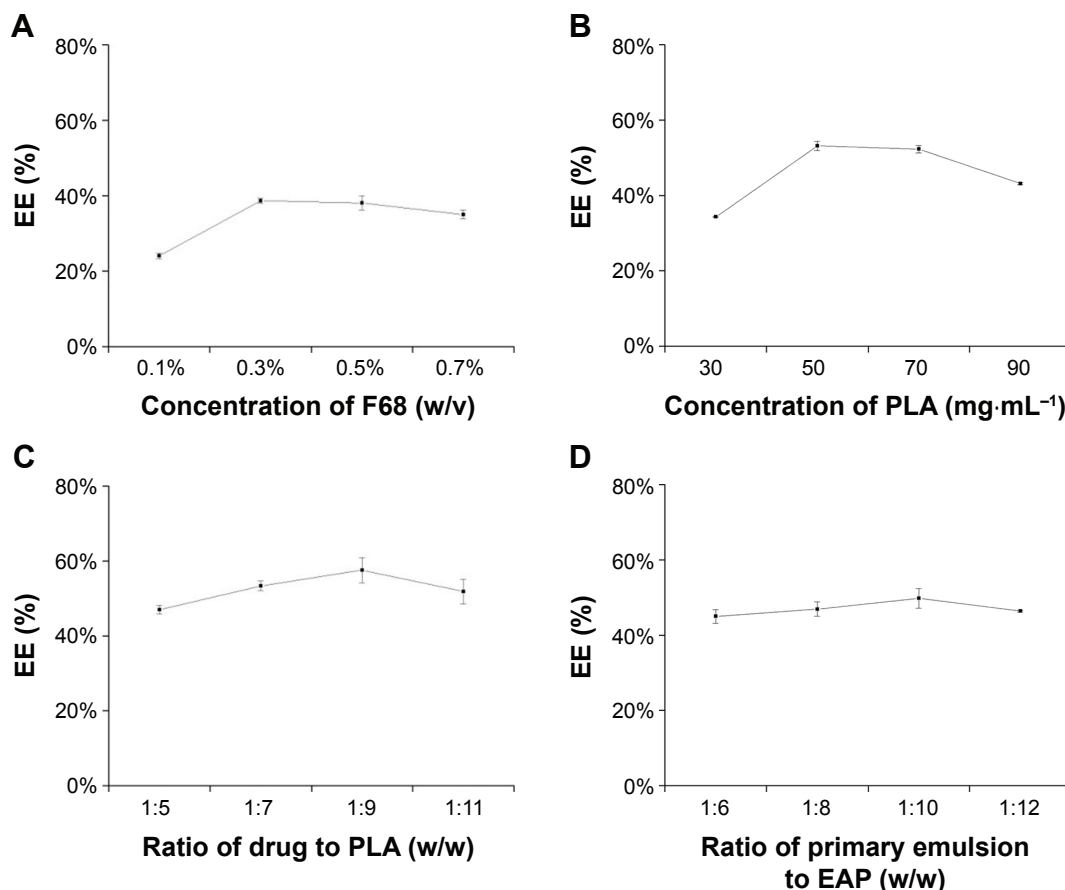 A
80%
60%
40%
20%
0%
EE (%)
0.1% 0.3% 0.5% 0.7%
Concentration of F68 (w/v)
B
80%
60%
40%
20%
0%
EE (%)
30 50 70 90
Concentration of PLA (mg·mL⁻¹)
C
80%
60%
40%
20%
0%
EE (%)
1:5 1:7 1:9 1:11
Ratio of drug to PLA (w/w)
D
80%
60%
40%
20%
0%
EE (%)
1:6 1:8 1:10 1:12
Ratio of primary emulsion
to EAP (w/w)